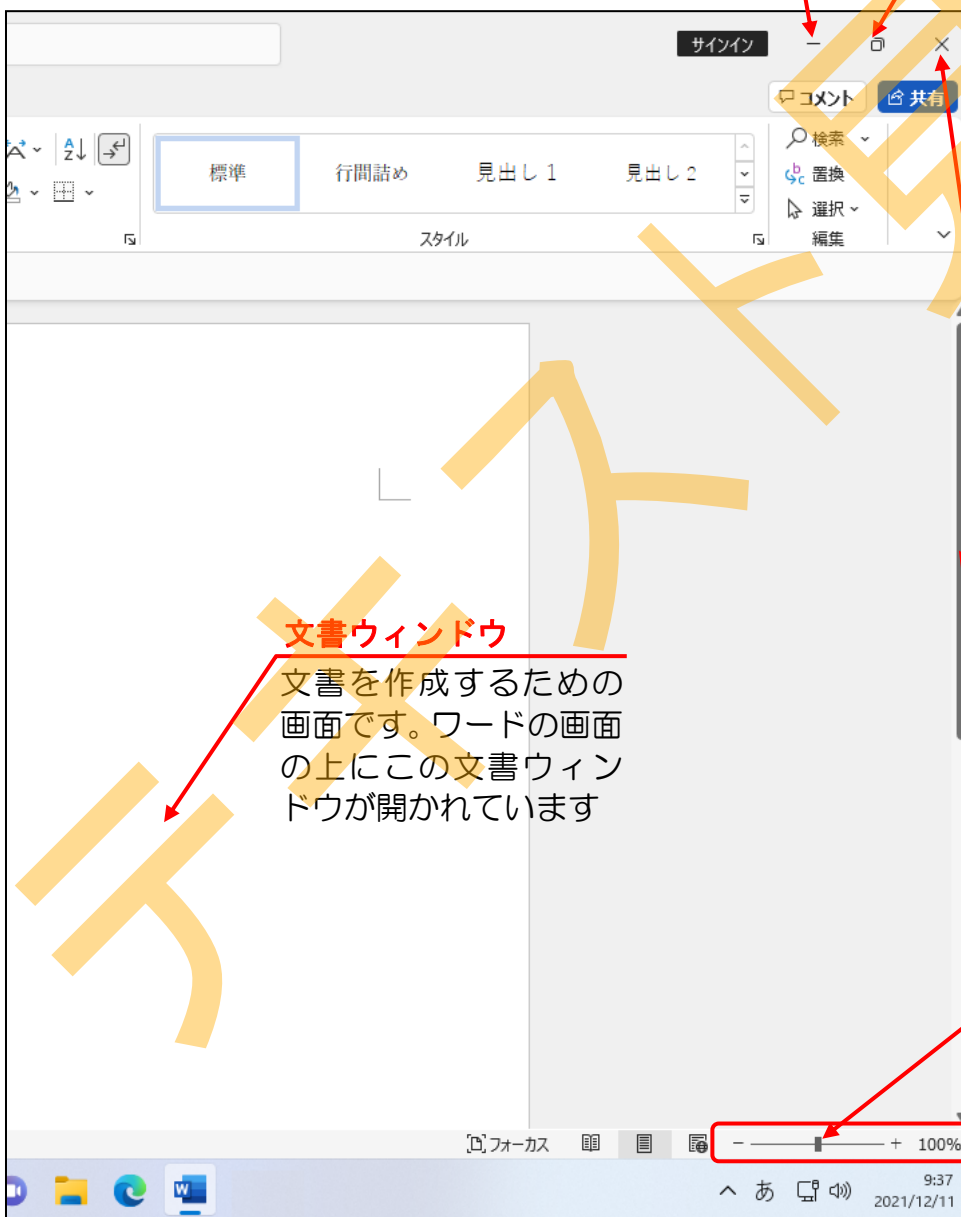 サインイン
コメント
共有
検索
標準
行間詰め
見出し 1
見出し 2
置換
選択
スタイル
編集
文書ウィンドウ
文書を作成するための
画面です。ワードの画面
の上にこの文書ウィン
ドウが開かれています
フォーカス
100%
あ
9:37
2021/12/11
テキスト